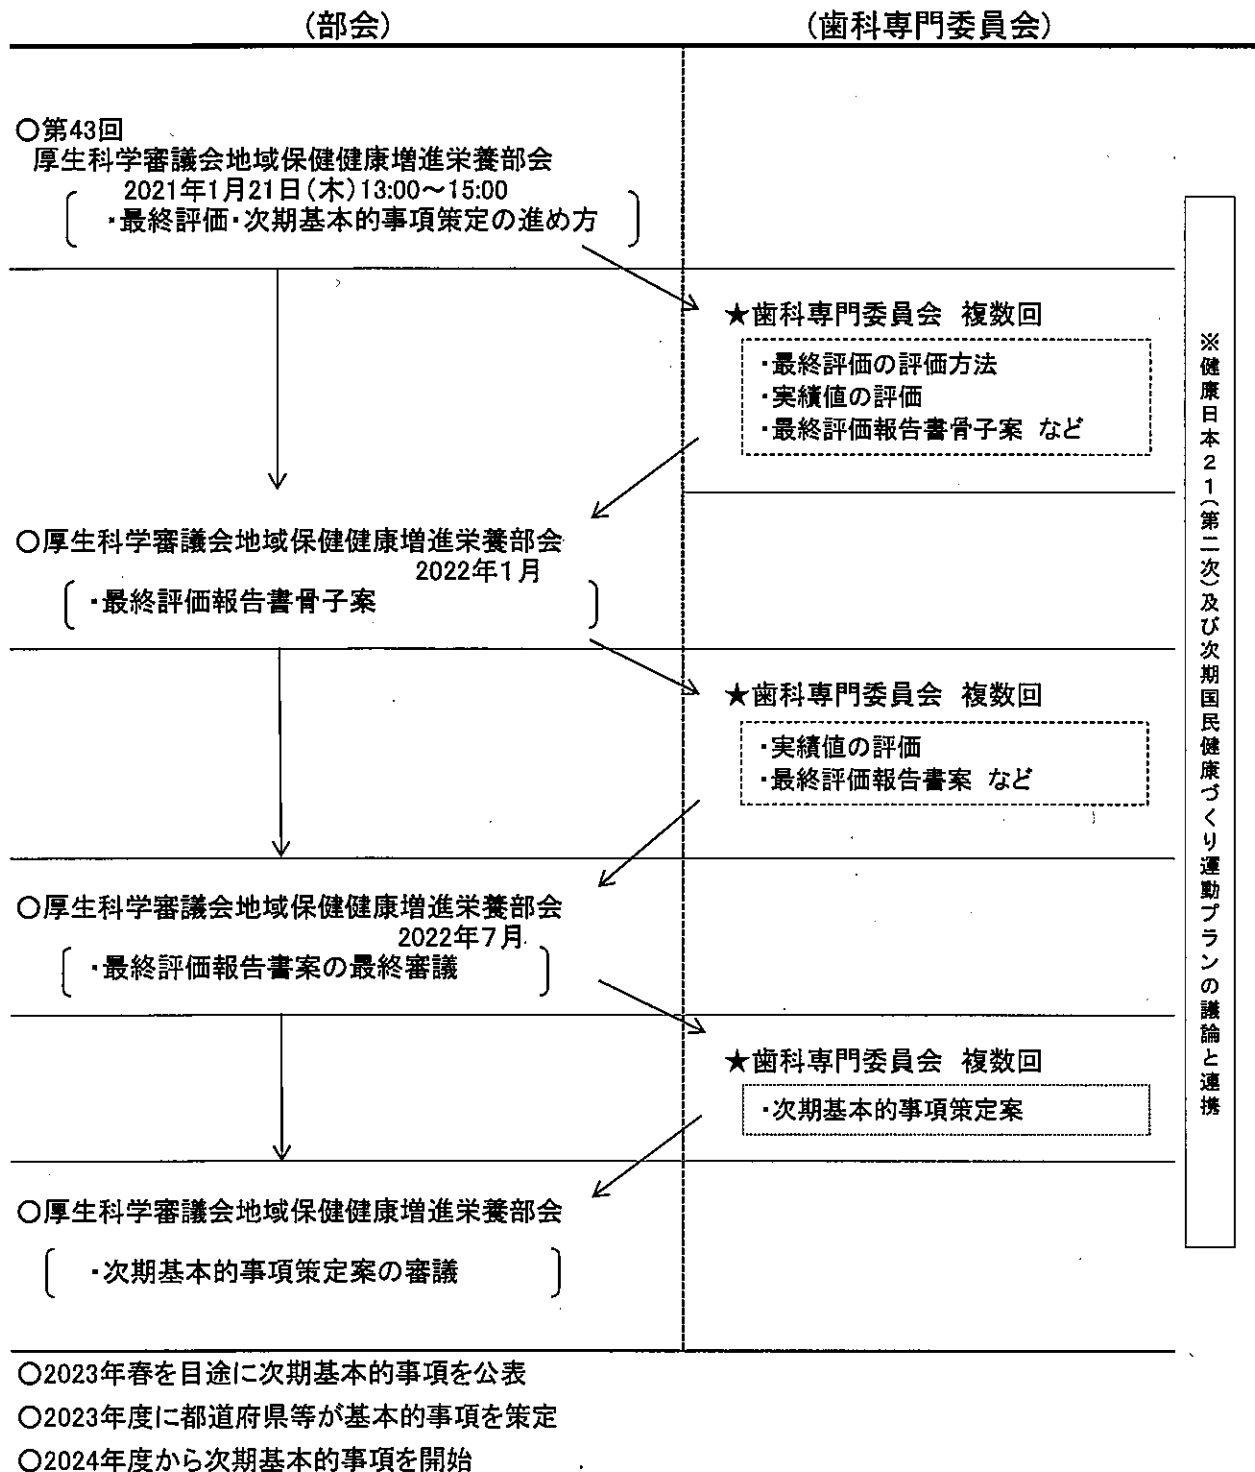 (部会)
(歯科専門委員会)
○第43回
厚生科学審議会地域保健健康増進栄養部会
2021年1月21日(木)13:00～15:00
・最終評価・次期基本的事項策定の進め方
★歯科専門委員会 複数回
・最終評価の評価方法
・実績値の評価
・最終評価報告書骨子案 など
○厚生科学審議会地域保健健康増進栄養部会
2022年1月
・最終評価報告書骨子案
★歯科専門委員会 複数回
・実績値の評価
・最終評価報告書案 など
○厚生科学審議会地域保健健康増進栄養部会
2022年7月
・最終評価報告書案の最終審議
★歯科専門委員会 複数回
・次期基本的事項策定案
○厚生科学審議会地域保健健康増進栄養部会
・次期基本的事項策定案の審議
※健康日本21(第二次)及び次期国民健康づくり運動プランの議論と連携
○2023年春を目途に次期基本的事項を公表
○2023年度に都道府県等が基本的事項を策定
○2024年度から次期基本的事項を開始